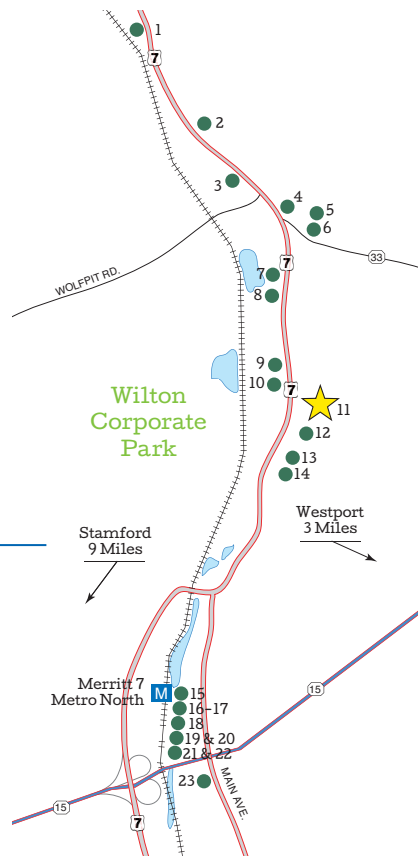 1
7
2
3
4
5
6
33
7
7
8
WOLFPIT RD.
9
10
7
11
Wilton
Corporate
Park
12
13
14
Westport
3 Miles
Stamford
9 Miles
Merritt 7
Metro North
M
15
15
16-17
18
19 & 20
21 & 22
23
MAIN AVE.
15
7